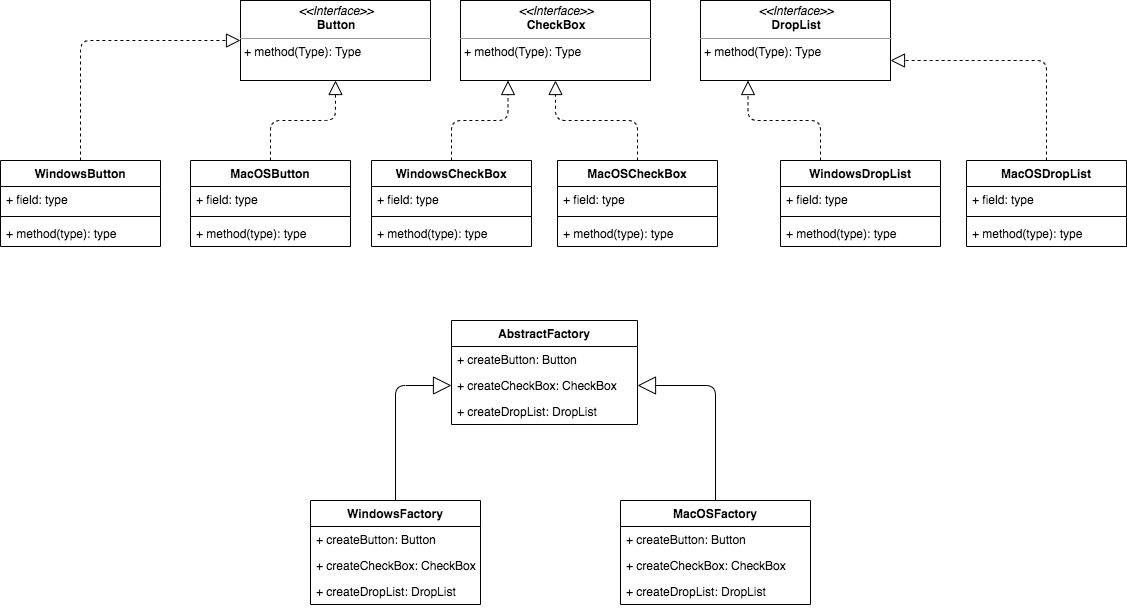 <<Interface>>
Button
+ method(Type): Type
<<Interface>>
CheckBox
+ method(Type): Type
<<Interface>>
DropList
+ method(Type): Type
WindowsButton
+ field: type
+ method(type): type
MacOSButton
+ field: type
+ method(type): type
WindowsCheckBox
+ field: type
+ method(type): type
MacOSCheckBox
+ field: type
+ method(type): type
WindowsDropList
+ field: type
+ method(type): type
MacOSDropList
+ field: type
+ method(type): type
AbstractFactory
+ createButton: Button
+ createCheckBox: CheckBox
+ createDropList: DropList
WindowsFactory
+ createButton: Button
+ createCheckBox: CheckBox
+ createDropList: DropList
MacOSFactory
+ createButton: Button
+ createCheckBox: CheckBox
+ createDropList: DropList